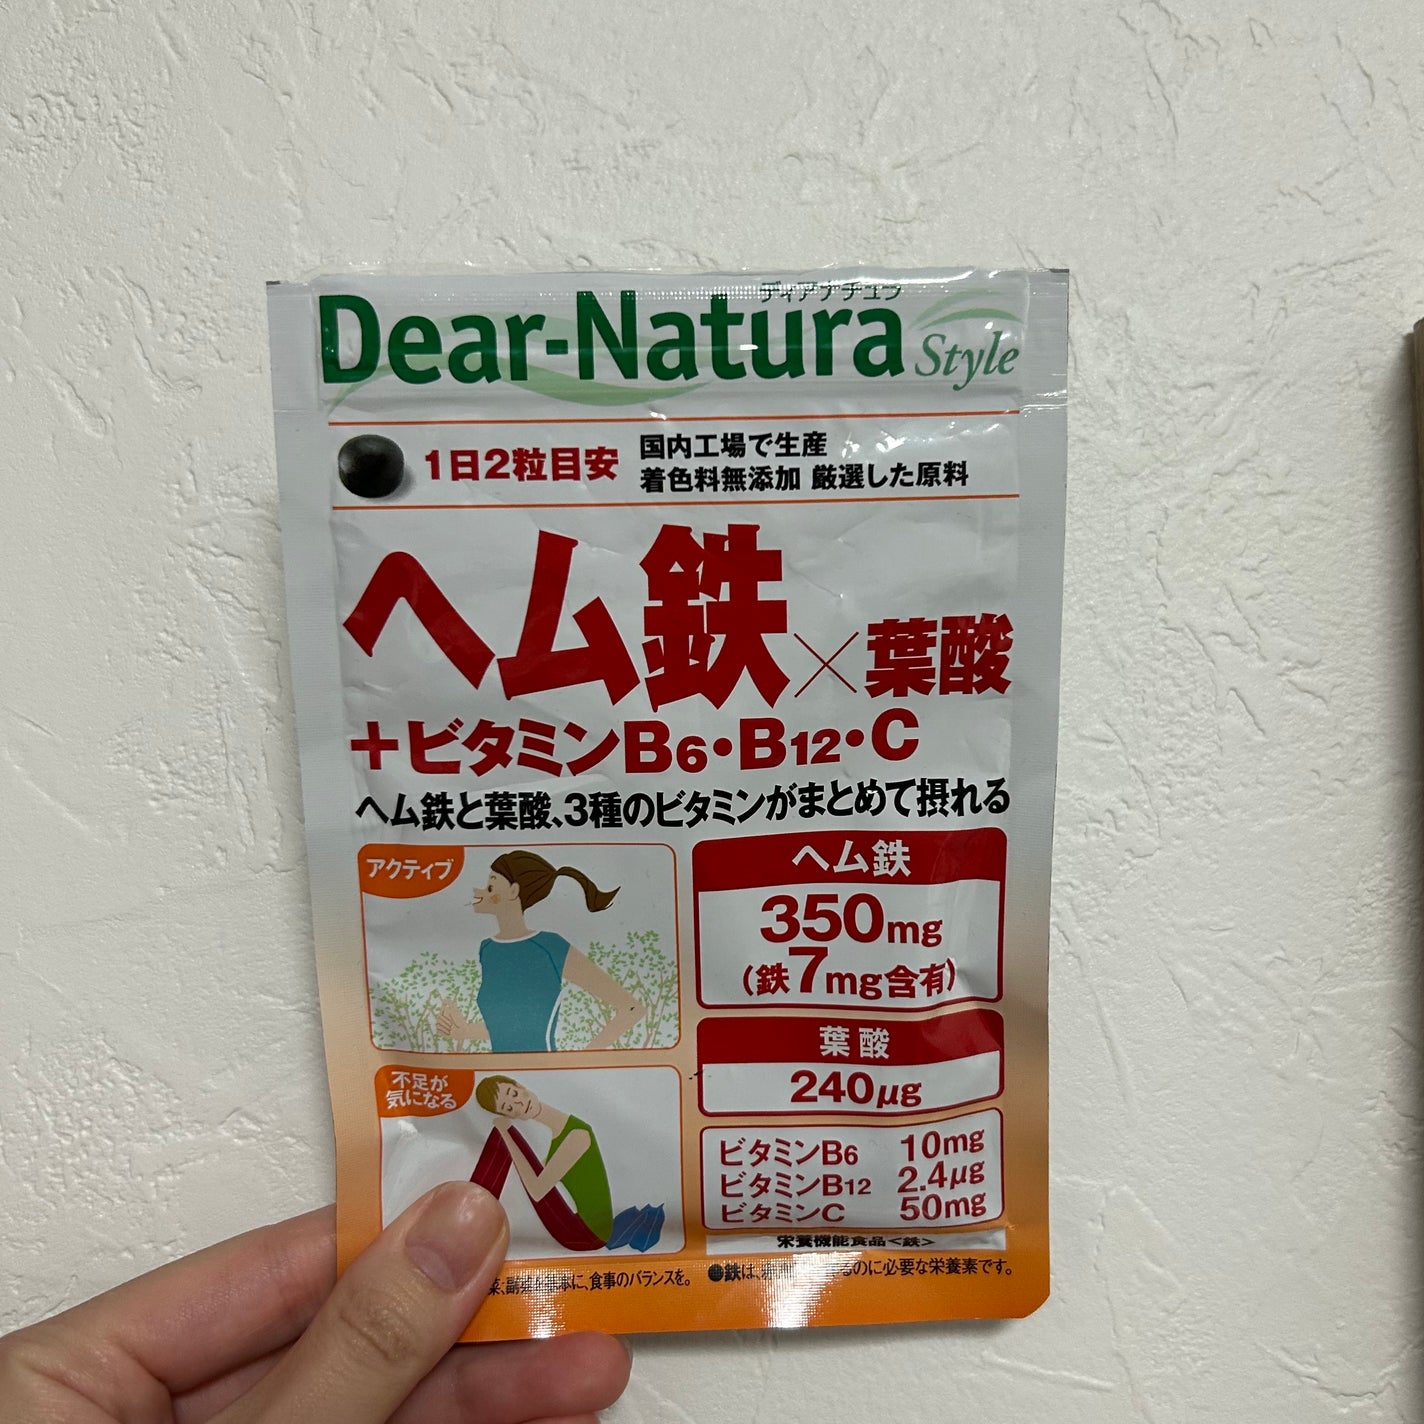 ディアナチュラ
Dear-Natura Style
1日2粒目安
国内工場で生産
着色料無添加 厳選した原料
ヘム鉄×葉酸
+ビタミンB6・B12・C
ヘム鉄と葉酸、3種のビタミンがまとめて摂れる
アクティブ
不足が
気になる
ヘム鉄
350mg
(鉄7mg含有)
葉酸
240μg
ビタミンB6 10mg
ビタミンB12 2.4μg
ビタミンC 50mg
栄養機能食品<鉄>
菜を基本に、食事のバランスを。
●鉄は、るのに必要な栄養素です。